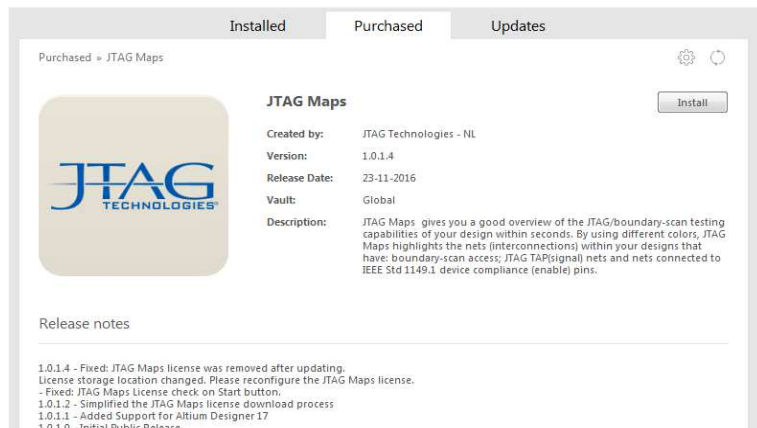 Installed Purchased Updates
Purchased » JTAG Maps
JTAG Maps
Install
JTAG
TECHNOLOGIES®
Created by: JTAG Technologies - NL
Version: 1.0.1.4
Release Date: 23-11-2016
Vault: Global
Description: JTAG Maps gives you a good overview of the JTAG/boundary-scan testing
capabilities of your design within seconds. By using different colors, JTAG
Maps highlights the nets (interconnections) within your designs that
have: boundary-scan access; JTAG TAP(signal) nets and nets connected to
IEEE Std 1149.1 device compliance (enable) pins.
Release notes
1.0.1.4 - Fixed: JTAG Maps license was removed after updating.
License storage location changed. Please reconfigure the JTAG Maps license.
- Fixed: JTAG Maps License check on Start button.
1.0.1.2 - Simplified the JTAG Maps license download process
1.0.1.1 - Added Support for Altium Designer 17
1.0.1.0 - Initial Public Release